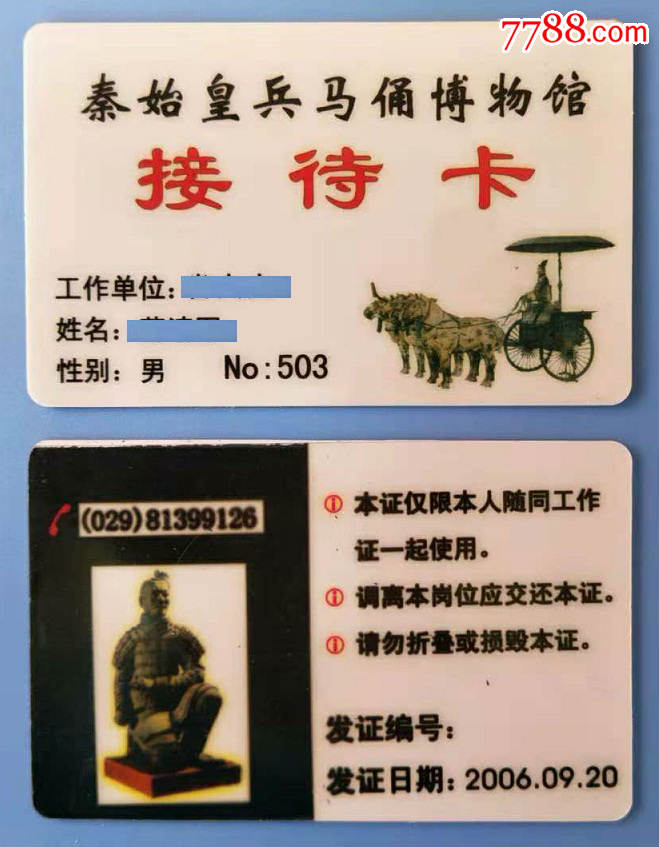 7788.com
秦始皇兵马俑博物馆
接待卡
工作单位:
姓名:
性别: 男 No:503
(029)81399126
本证仅限本人随同工作
证一起使用。
调离本岗位应交还本证。
请勿折叠或损毁本证。
发证编号:
发证日期: 2006.09.20